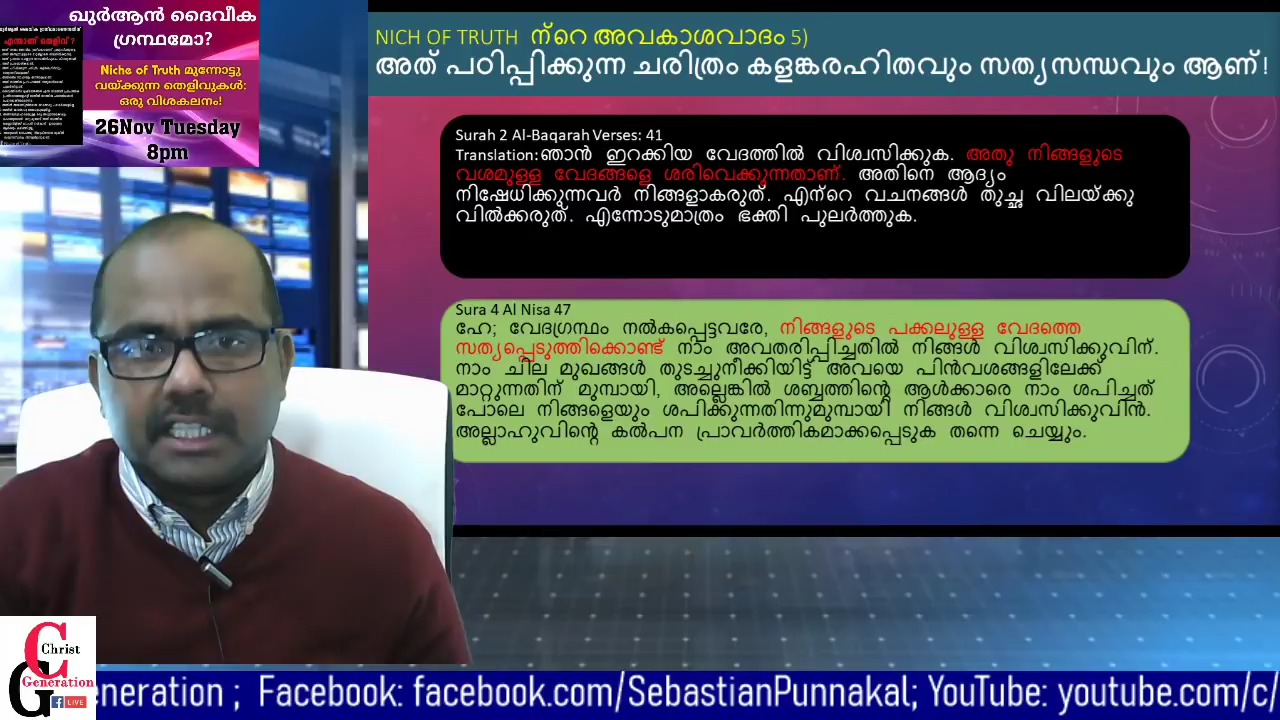 ഖുർആൻ ദൈവീക
ഗ്രന്ഥമോ?
എന്താണ് തെളിവ് ?
Niche of Truth മുന്നോട്ടു
വയ്ക്കുന്ന തെളിവുകൾ:
ഒരു വിശകലനം!
26Nov Tuesday
8pm
NICH OF TRUTH ന്റെ അവകാശവാദം 5)
അത് പഠിപ്പിക്കുന്ന ചരിത്രം കളങ്കരഹിതവും സത്യസന്ധവും ആണ് !
Surah 2 Al-Baqarah Verses: 41
Translation:ഞാൻ ഇറക്കിയ വേദത്തിൽ വിശ്വസിക്കുക. അതു നിങ്ങളുടെ
വശമുള്ള വേദങ്ങളെ ശരിവെക്കുന്നതാണ്. അതിനെ ആദ്യം
നിഷേധിക്കുന്നവർ നിങ്ങളാകരുത്. എന്റെ വചനങ്ങൾ തുച്ഛ വിലയ്ക്കു
വിൽക്കരുത്. എന്നോടുമാത്രം ഭക്തി പുലർത്തുക.
Sura 4 Al Nisa 47
ഹേ; വേദഗ്രന്ഥം നൽകപ്പെട്ടവരേ, നിങ്ങളുടെ പക്കലുള്ള വേദത്തെ
സത്യപ്പെടുത്തിക്കൊണ്ട് നാം അവതരിപ്പിച്ചതിൽ നിങ്ങൾ വിശ്വസിക്കുവിന്.
നാം ചില മുഖങ്ങൾ തുടച്ചുനീക്കിയിട്ട് അവയെ പിൻവശങ്ങളിലേക്ക്
മാറ്റുന്നതിന് മുമ്പായി, അല്ലെങ്കിൽ ശബ്ബത്തിന്റെ ആൾക്കാരെ നാം ശപിച്ചത്
പോലെ നിങ്ങളെയും ശപിക്കുന്നതിന്നുമുമ്പായി നിങ്ങൾ വിശ്വസിക്കുവിൻ.
അല്ലാഹുവിന്റെ കൽപന പ്രാവർത്തികമാക്കപ്പെടുക തന്നെ ചെയ്യും.
Christ
Generation
LIVE
eneration ; Facebook: facebook.com/SebastianPunnakal; YouTube: youtube.com/c/